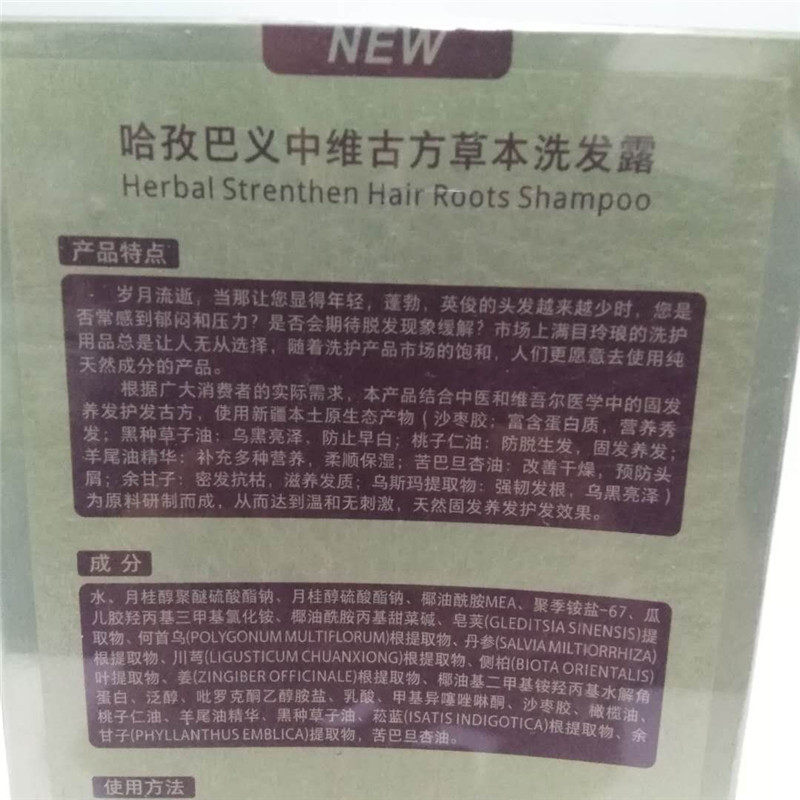 NEW
哈孜巴义中维古方草本洗发露
Herbal Strenthen Hair Roots Shampoo
产品特点
岁月流逝，当那让您显得年轻，蓬勃，英俊的头发越来越少时，您是
否常感到郁闷和压力？是否会期待脱发现象缓解？市场上满目玲琅的洗护
用品总是让人无从选择，随着洗护产品市场的饱和，人们更愿意去使用纯
天然成分的产品。
根据广大消费者的实际需求，本产品结合中医和维吾尔医学中的固发
养发护发古方，使用新疆本土原生态产物（沙枣胶：富含蛋白质，营养秀
发；黑种草子油：乌黑亮泽、防止早白；桃子仁油：防脱生发，固发养发；
羊尾油精华：补充多种营养，柔顺保湿；苦巴旦杏油：改善干燥，预防头
屑；余甘子：密发抗枯，滋养发质；乌斯玛提取物：强韧发根，乌黑亮泽）
为原料研制而成，从而达到温和无刺激，天然固发养发护发效果。
成分
水、月桂醇聚醚硫酸酯钠、月桂醇硫酸酯钠、椰油酰胺MEA、聚季铵盐-67、瓜
儿胶羟丙基三甲基氯化铵、椰油酰胺丙基甜菜碱、皂荚(GLEDITSIA SINENSIS)提
取物、何首乌(POLYGONUM MULTIFLORUM)根提取物、丹参(SALVIA MILTIORRHIZA)
根提取物、川芎(LIGUSTICUM CHUANXIONG)根提取物、侧柏(BIOTA ORIENTALIS)
叶提取物、姜(ZINGIBER OFFICINALE)根提取物、椰油基二甲基铵羟丙基水解角
蛋白、泛醇、吡罗克酮乙醇胺盐、乳酸、甲基异噻唑啉酮、沙枣胶、橄榄油、
桃子仁油、羊尾油精华、黑种草子油、菘蓝(ISATIS INDIGOTICA)根提取物、余
甘子(PHYLLANTHUS EMBLICA)提取物，苦巴旦杏油。
使用方法